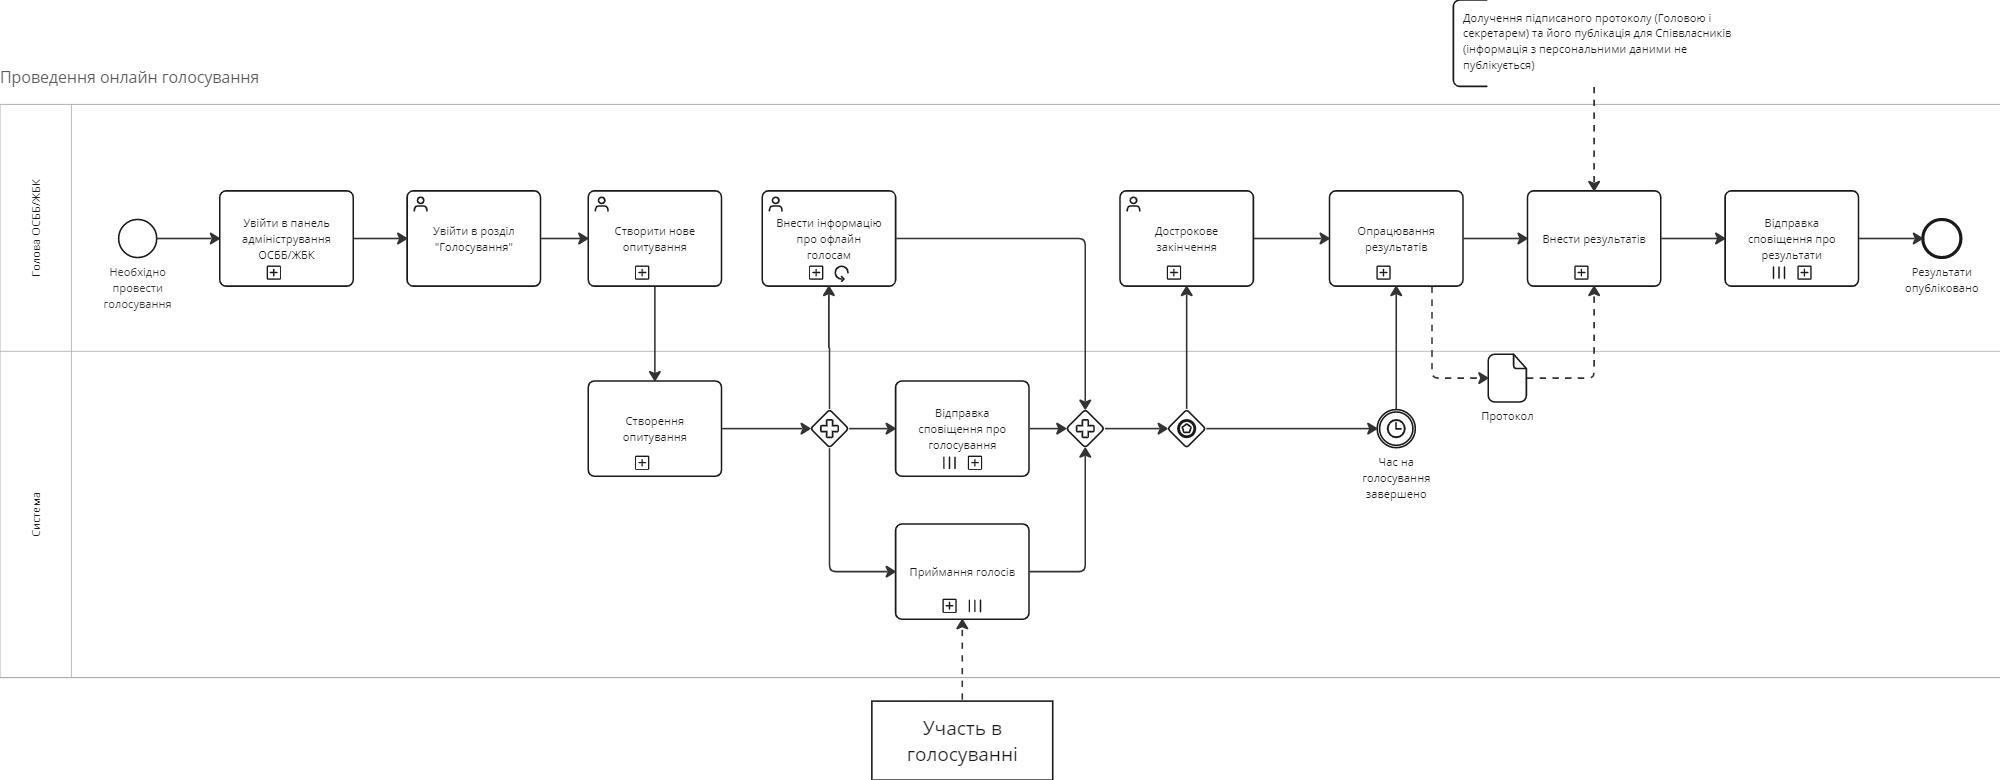 Долучення підписаного протоколу (Головою і
секретарем) та його публікація для Співвласників
(інформація з персональними даними не
публікується)
Проведення онлайн голосування
Голова ОСББ/ЖБК
Необхідно
провести
голосування
Увійти в панель
адміністрування
ОСББ/ЖБК
Увійти в розділ
"Голосування"
Створити нове
опитування
Внести інформацію
про офлайн
голосам
Дострокове
закінчення
Опрацювання
результатів
Внести результатів
Відправка
сповіщення про
результати
Результати
опубліковано
Система
Створення
опитування
Відправка
сповіщення про
голосування
Приймання голосів
Час на
голосування
завершено
Протокол
Участь в
голосуванні